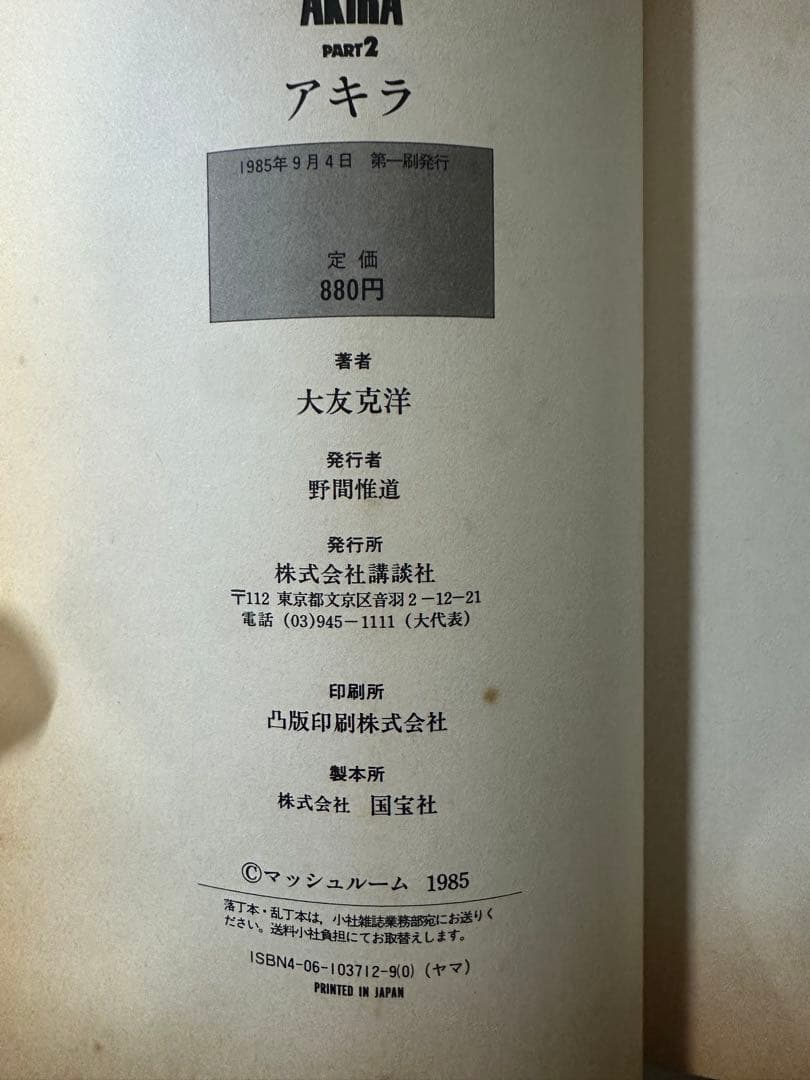 AKIRA
PART2
アキラ
1985年9月4日 第一刷発行
定価
880円
著者
大友克洋
発行者
野間惟道
発行所
株式会社講談社
〒112 東京都文京区音羽2-12-21
電話 (03)945-1111 (大代表)
印刷所
凸版印刷株式会社
製本所
株式会社 国宝社
©マッシュルーム 1985
落丁本・乱丁本は,小社雑誌業務部宛にお送りく
ださい。送料小社負担にてお取替えします。
ISBN4-06-103712-9(0) (ヤマ)
PRINTED IN JAPAN